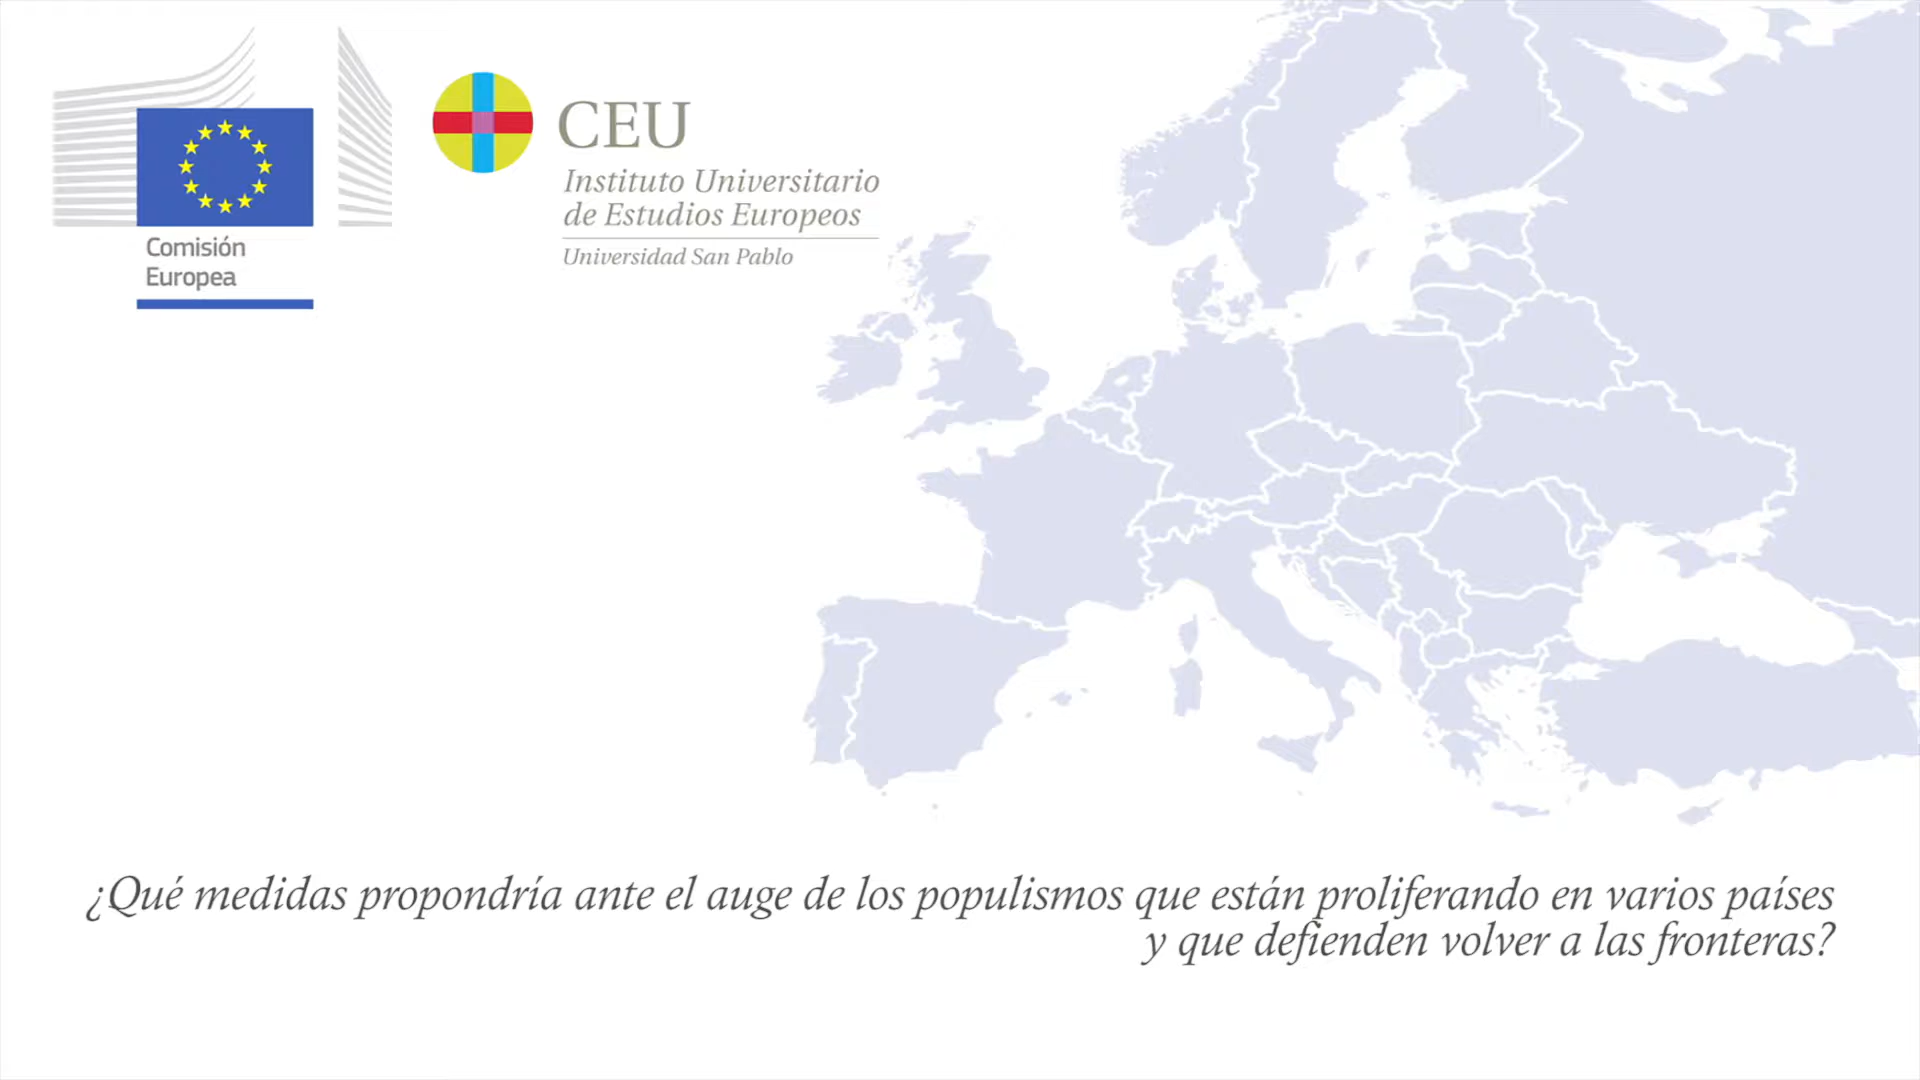 Comisión
Europea
CEU
Instituto Universitario
de Estudios Europeos
Universidad San Pablo
¿Qué medidas propondría ante el auge de los populismos que están proliferando en varios países
y que defienden volver a las fronteras?